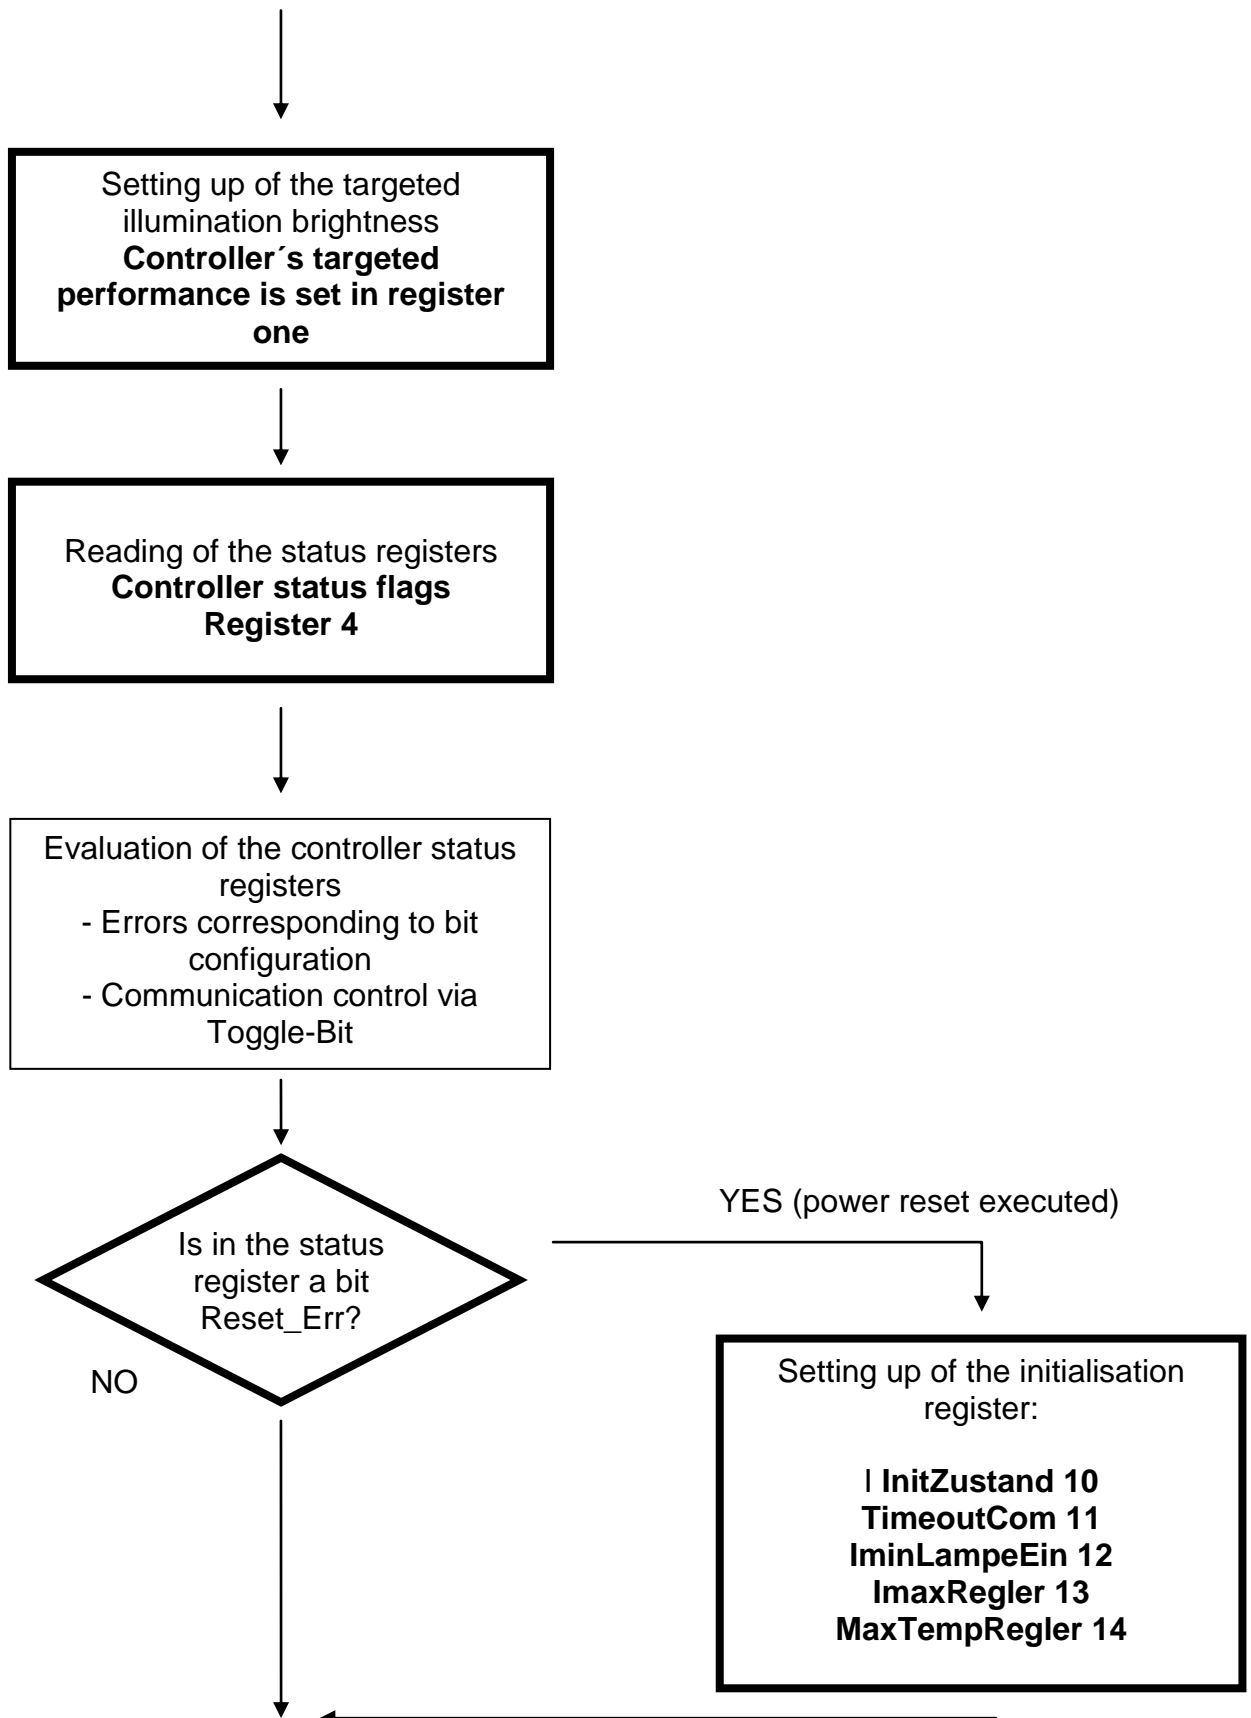 Setting up of the targeted
illumination brightness
Controller´s targeted
performance is set in register
one
Reading of the status registers
Controller status flags
Register 4
Evaluation of the controller status
registers
- Errors corresponding to bit
configuration
- Communication control via
Toggle-Bit
Is in the status
register a bit
Reset_Err?
YES (power reset executed)
NO
Setting up of the initialisation
register:
I InitZustand 10
TimeoutCom 11
IminLampeEin 12
ImaxRegler 13
MaxTempRegler 14